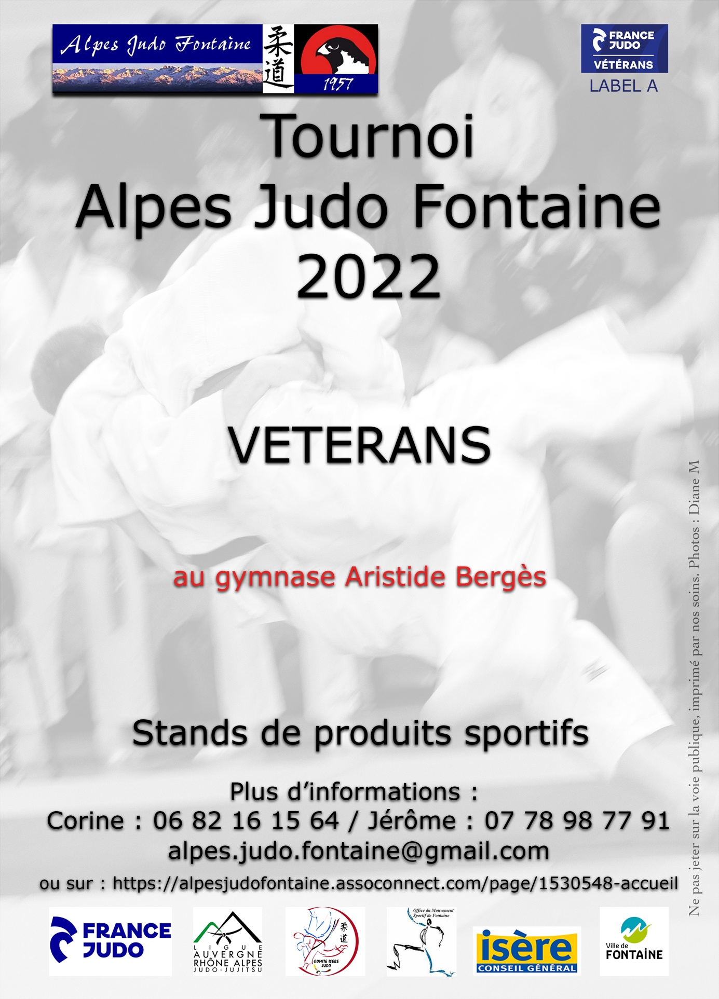 Alpes Judo Fontaine
柔道
1957
FRANCE
JUDO
VÉTÉRANS
LABEL A
Tournoi
Alpes Judo Fontaine
2022
VETERANS
au gymnase Aristide Bergès
Stands de produits sportifs
Plus d’informations :
Corine : 06 82 16 15 64 / Jérôme : 07 78 98 77 91
alpes.judo.fontaine@gmail.com
ou sur : https://alpesjudofontaine.assoconnect.com/page/1530548-accueil
Ne pas jeter sur la voie publique, imprimé par nos soins. Photos : Diane M
FRANCE
JUDO
LIGUE
AUVERGNE
RHÔNE ALPES
JUDO-JUJITSU
柔道
COMITE ISERE
JUDO
Office du Mouvement
Sportif de Fontaine
isère
CONSEIL GÉNÉRAL
Ville de
FONTAINE